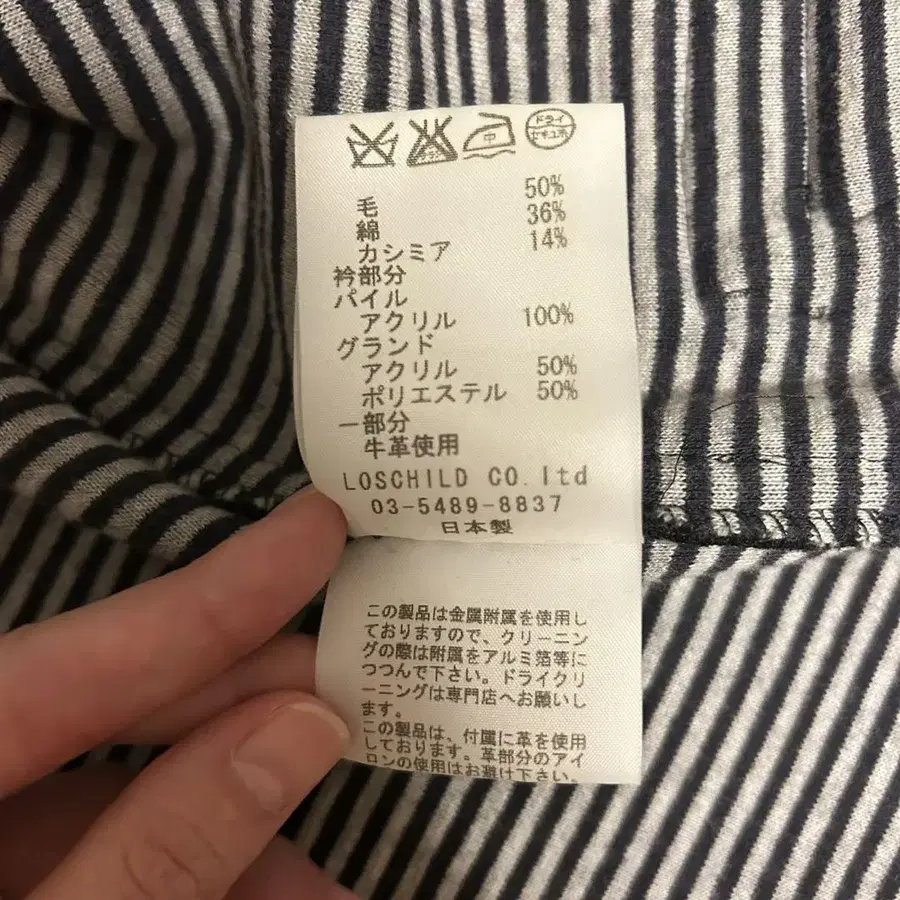 中
ドライ
セキユ系
50%
毛 36%
綿 14%
カシミア
衿部分
パイル
アクリル 100%
グランド
アクリル 50%
ポリエステル 50%
一部分
牛革使用
LOSCHILD CO.ltd
03-5489-8837
日本製
この製品は金属附属を使用し
ておりますので、クリーニン
グの際は附属をアルミ箔等に
つつんで下さい。ドライクリ
ーニングは専門店へお願いし
ます。
この製品は、付属に革を使用
しております。革部分のアイ
ロンの使用はお避け下さい。